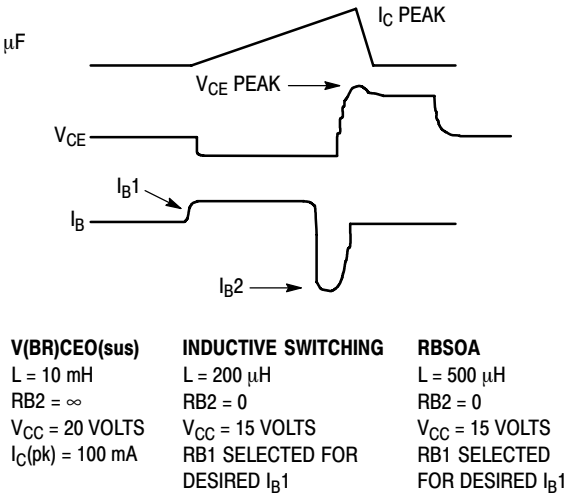 I_C PEAK
μF
V_CE PEAK
V_CE
I_B1
I_B
I_B2
V(BR)CEO(sus)
L = 10 mH
RB2 = ∞
V_CC = 20 VOLTS
I_C(pk) = 100 mA
INDUCTIVE SWITCHING
L = 200 μH
RB2 = 0
V_CC = 15 VOLTS
RB1 SELECTED FOR
DESIRED I_B1
RBSOA
L = 500 μH
RB2 = 0
V_CC = 15 VOLTS
RB1 SELECTED
FOR DESIRED I_B1